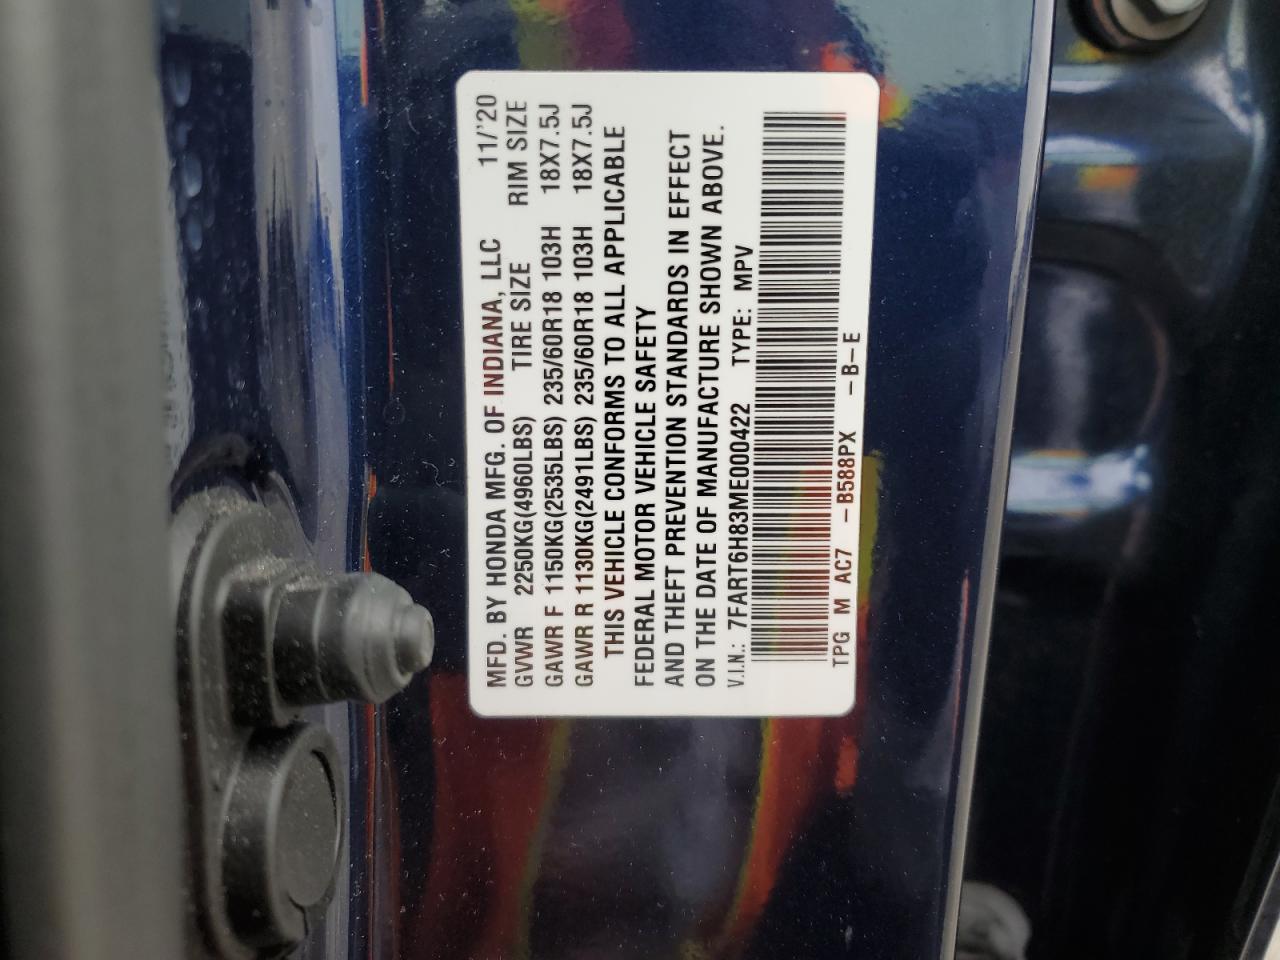 MFD. BY HONDA MFG. OF INDIANA, LLC 11/'20
GVWR 2250KG(4960LBS) TIRE SIZE RIM SIZE
GAWR F 1150KG(2535LBS) 235/60R18 103H 18X7.5J
GAWR R 1130KG(2491LBS) 235/60R18 103H 18X7.5J
THIS VEHICLE CONFORMS TO ALL APPLICABLE
FEDERAL MOTOR VEHICLE SAFETY
AND THEFT PREVENTION STANDARDS IN EFFECT
ON THE DATE OF MANUFACTURE SHOWN ABOVE.
V.I.N.: 7FART6H83ME000422 TYPE: MPV
TPG M AC7 -B588PX -B-E